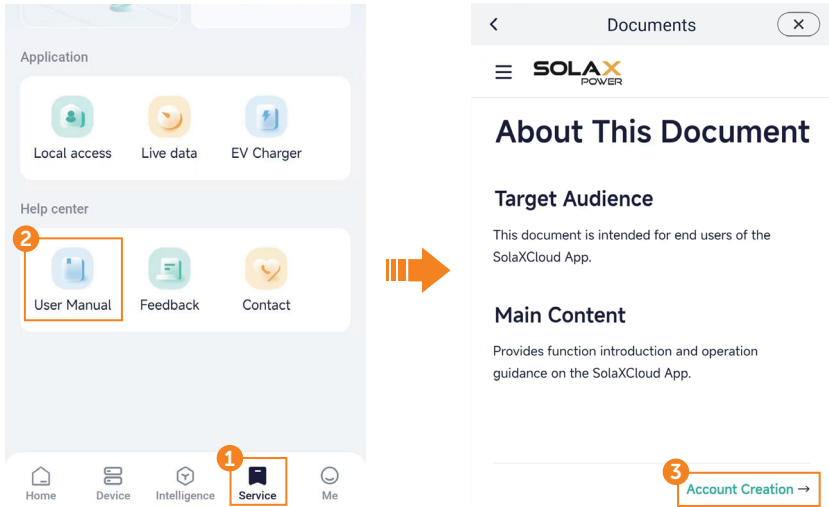 Application
Local access
Live data
EV Charger
Help center
2
User Manual
Feedback
Contact
1
Home
Device
Intelligence
Service
Me
Documents
SOLAX
POWER
About This Document
Target Audience
This document is intended for end users of the
SolaXCloud App.
Main Content
Provides function introduction and operation
guidance on the SolaXCloud App.
3
Account Creation →